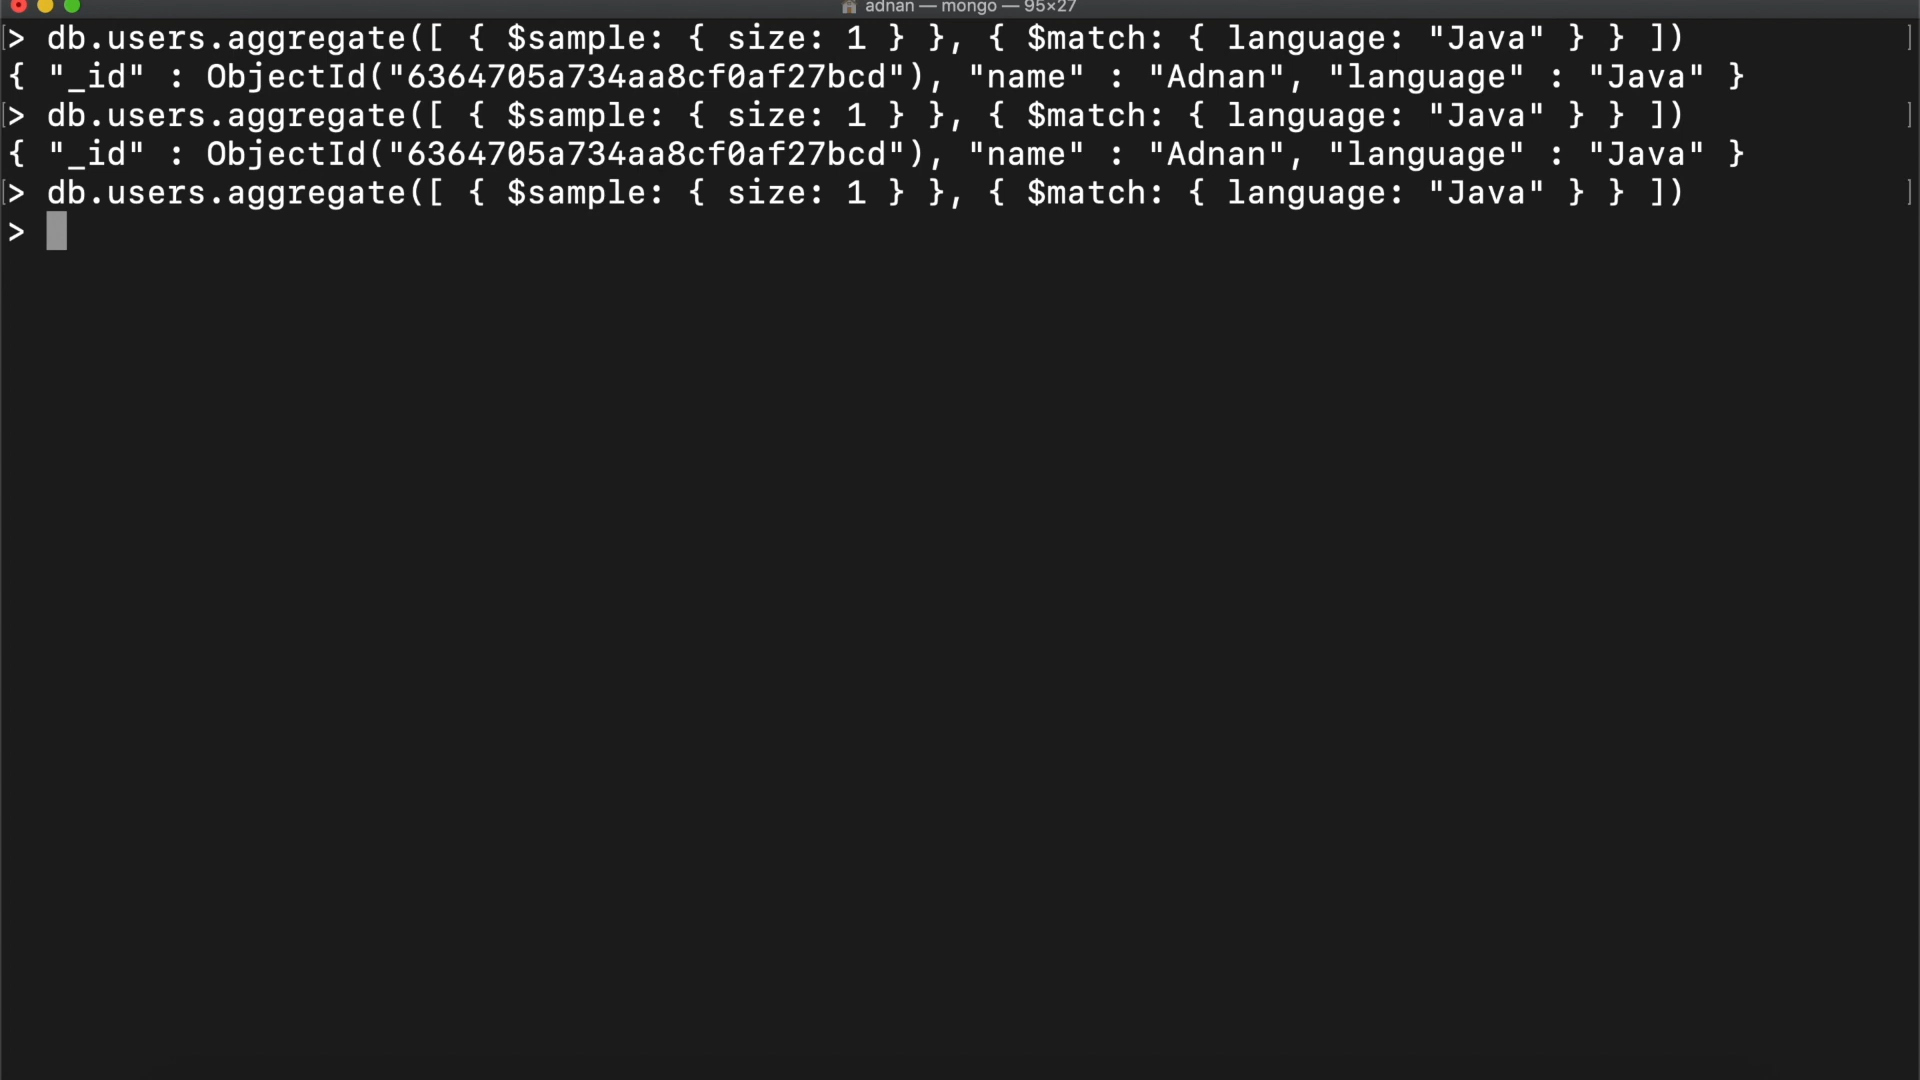 adnan — mongo — 95×27
> db.users.aggregate([ { $sample: { size: 1 } }, { $match: { language: "Java" } } ])
{ "_id" : ObjectId("6364705a734aa8cf0af27bcd"), "name" : "Adnan", "language" : "Java" }
> db.users.aggregate([ { $sample: { size: 1 } }, { $match: { language: "Java" } } ])
{ "_id" : ObjectId("6364705a734aa8cf0af27bcd"), "name" : "Adnan", "language" : "Java" }
> db.users.aggregate([ { $sample: { size: 1 } }, { $match: { language: "Java" } } ])
>